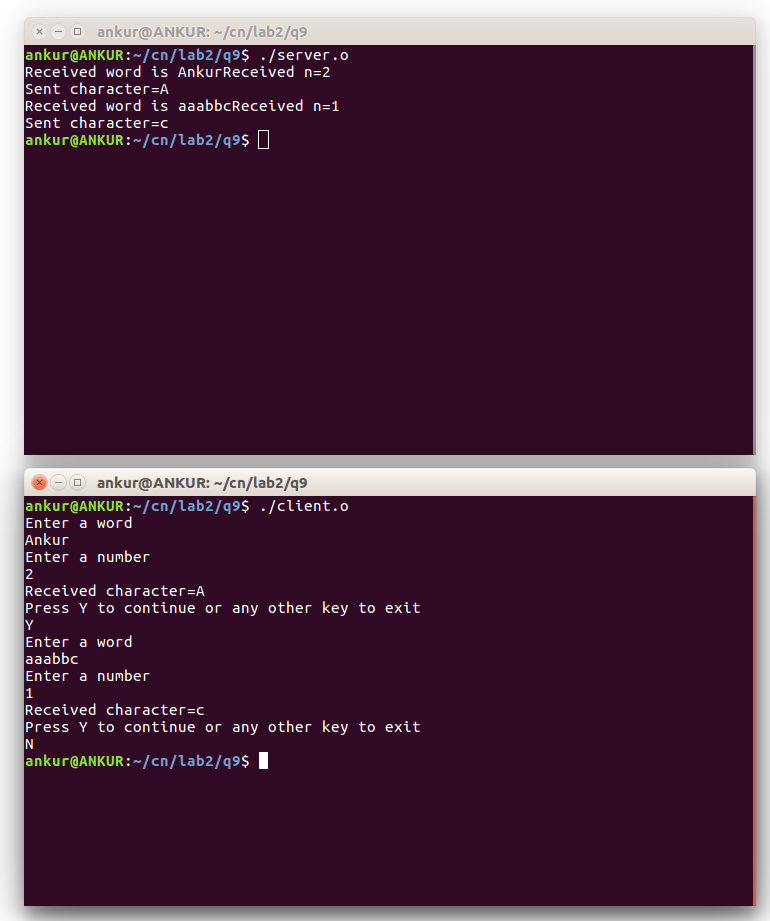 ankur@ANKUR: ~/cn/lab2/q9
ankur@ANKUR:~/cn/lab2/q9$ ./server.o
Received word is AnkurReceived n=2
Sent character=A
Received word is aaabbcReceived n=1
Sent character=c
ankur@ANKUR:~/cn/lab2/q9$
ankur@ANKUR: ~/cn/lab2/q9
ankur@ANKUR:~/cn/lab2/q9$ ./client.o
Enter a word
Ankur
Enter a number
2
Received character=A
Press Y to continue or any other key to exit
Y
Enter a word
aaabbc
Enter a number
1
Received character=c
Press Y to continue or any other key to exit
N
ankur@ANKUR:~/cn/lab2/q9$